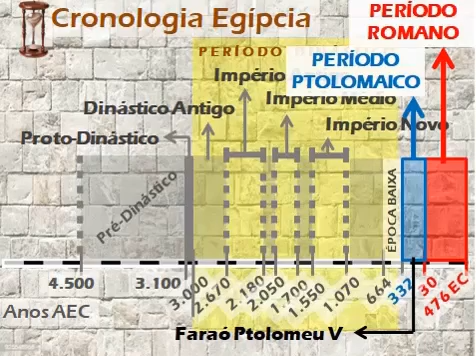 Cronologia Egípcia
PERÍODO
ROMANO
PERÍODO
PTOLOMAICO
PERÍODO
Império
Dinástico Antigo
Império Médio
Proto-Dinástico
Império Novo
Pré-Dinástico
ÉPOCA BAIXA
4.500
3.100
3.000
2.670
2.180
2.050
1.700
1.550
1.070
664
332
30
476 EC
Anos AEC
Faraó Ptolomeu V